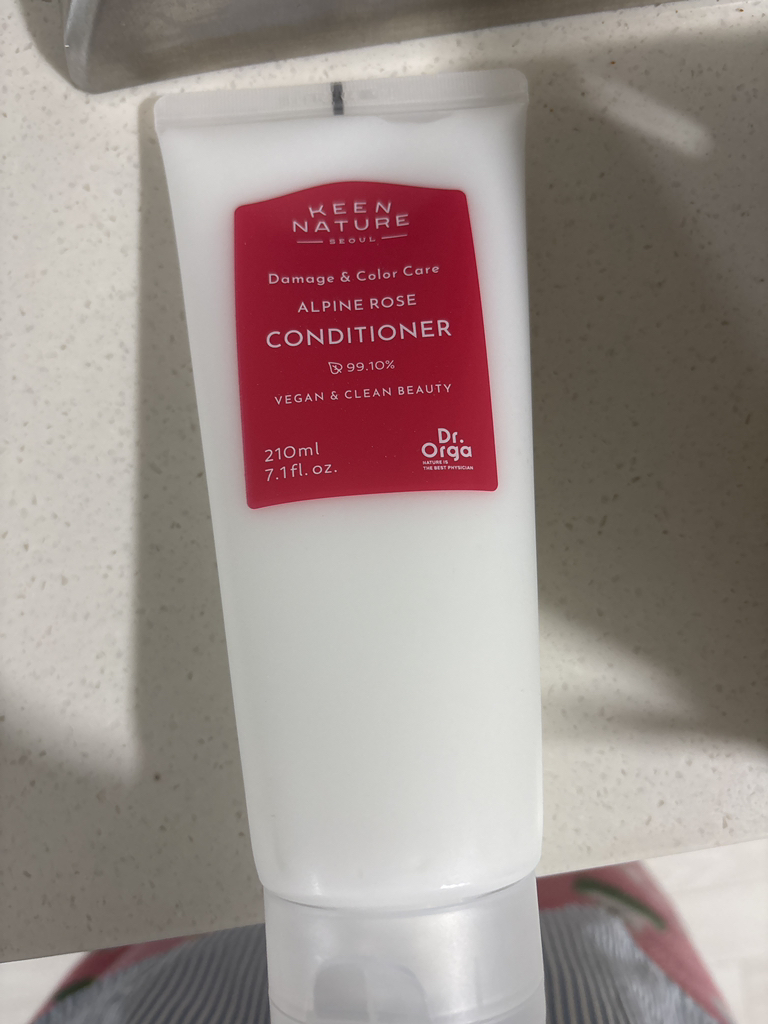 KEEN
NATURE
SEOUL
Damage & Color Care
ALPINE ROSE
CONDITIONER
99.10%
VEGAN & CLEAN BEAUTY
210ml
7.1fl. oz.
Dr.
Orga
NATURE IS
THE BEST PHYSICIAN